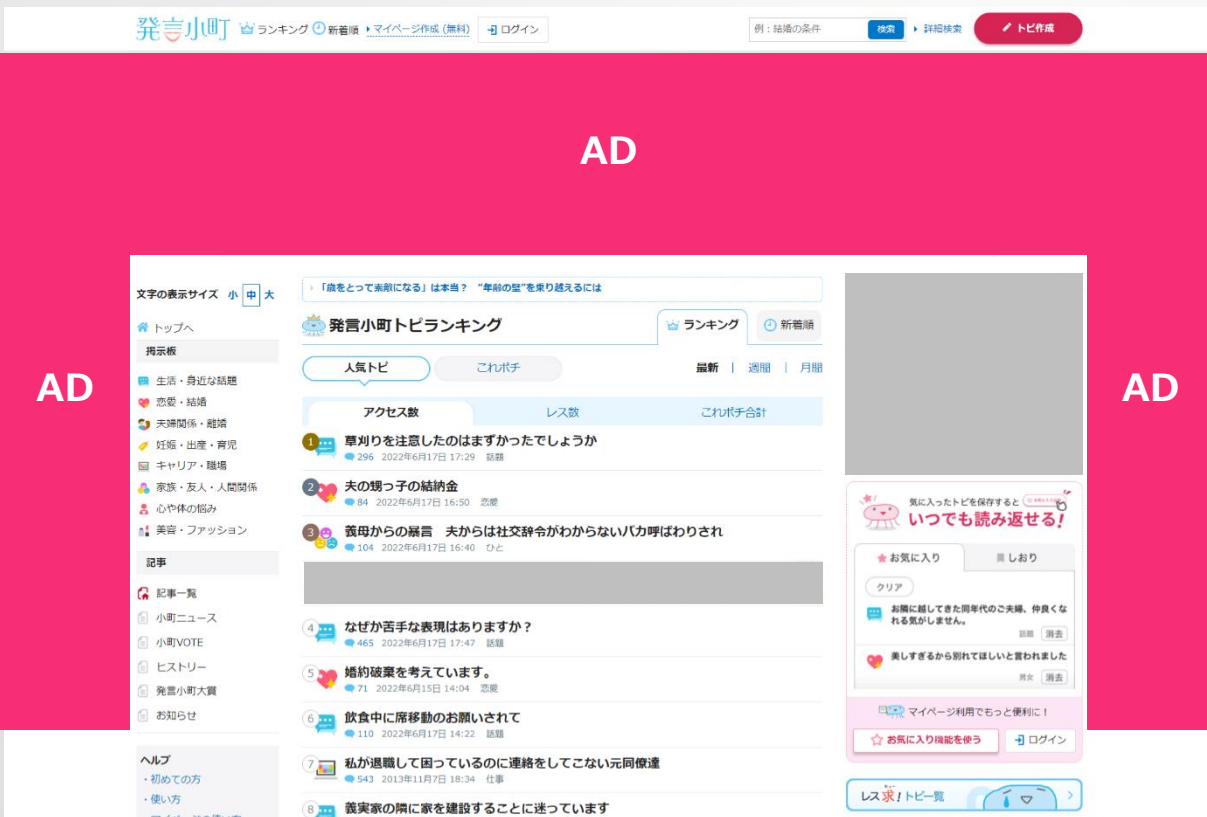 発言小町 ランキング 新着順 マイページ作成 (無料) ログイン 例：結婚の条件 検索 詳細検索 トピ作成
AD
AD
AD
文字の表示サイズ 小 中 大
トップへ
掲示板
生活・身近な話題
恋愛・結婚
夫婦関係・離婚
妊娠・出産・育児
キャリア・職場
家族・友人・人間関係
心や体の悩み
美容・ファッション
記事
記事一覧
小町ニュース
小町VOTE
ヒストリー
発言小町大賞
お知らせ
ヘルプ
・初めての方
・使い方
「歳をとって素敵になる」は本当？ “年齢の壁”を乗り越えるには
発言小町トピランキング ランキング 新着順
人気トピ これポチ 最新 | 週間 | 月間
アクセス数 レス数 これポチ合計
1 草刈りを注意したのはまずかったでしょうか
296 2022年6月17日 17:29 話題
2 夫の甥っ子の結納金
84 2022年6月17日 16:50 恋愛
3 義母からの暴言 夫からは社交辞令がわからないバカ呼ばわりされ
104 2022年6月17日 16:40 ひと
4 なぜか苦手な表現はありますか？
465 2022年6月17日 17:47 話題
5 婚約破棄を考えています。
71 2022年6月15日 14:04 恋愛
6 飲食中に席移動のお願いされて
110 2022年6月17日 14:22 話題
7 私が退職して困っているのに連絡をしてこない元同僚達
543 2013年11月7日 18:34 仕事
8 義実家の隣に家を建設することに迷っています
気に入ったトピを保存すると
いつでも読み返せる!
お気に入り しおり
クリア
お隣に越してきた同年代のご夫婦、仲良くな
れる気がしません。
話題 消去
美しすぎるから別れてほしいと言われました
男女 消去
マイページ利用でもっと便利に！
お気に入り機能を使う ログイン
レス求！トピ一覧